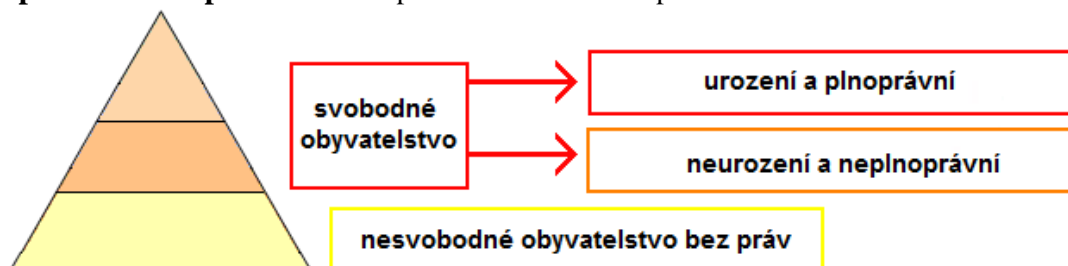 urození a plnoprávní
svobodné
obyvatelstvo
neurození a neplnoprávní
nesvobodné obyvatelstvo bez práv